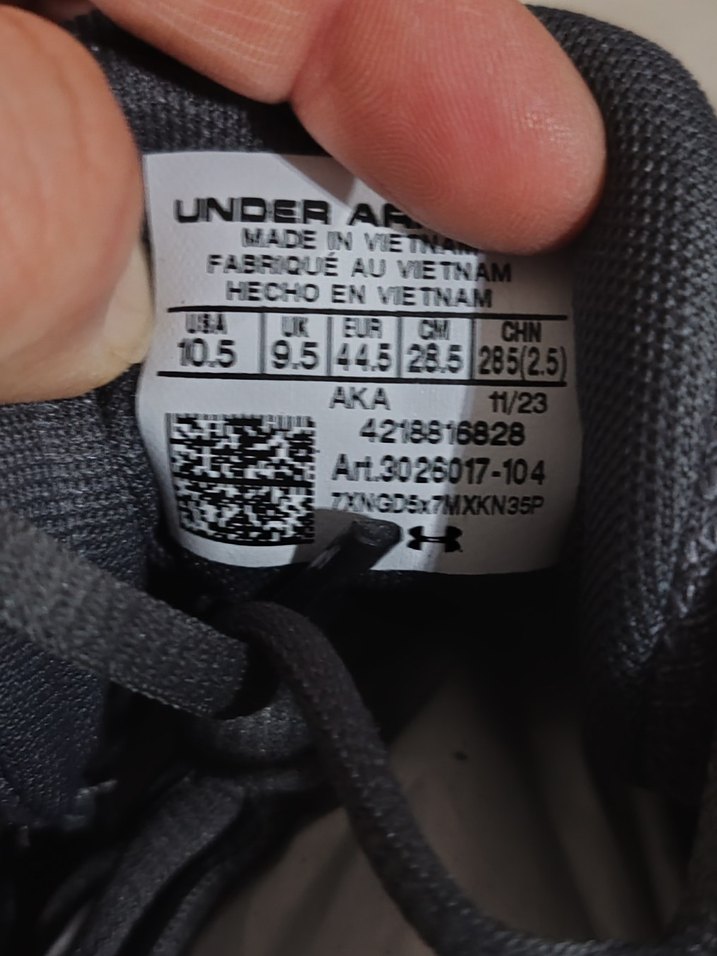 UNDER
MADE IN VIETNAM
FABRIQUÉ AU VIETNAM
HECHO EN VIETNAM
USA UK EUR CM CHN
10.5 9.5 44.5 28.5 285(2.5)
AKA 11/23
4218816828
Art.3026017-104
7XNGD5x7MXKN35P